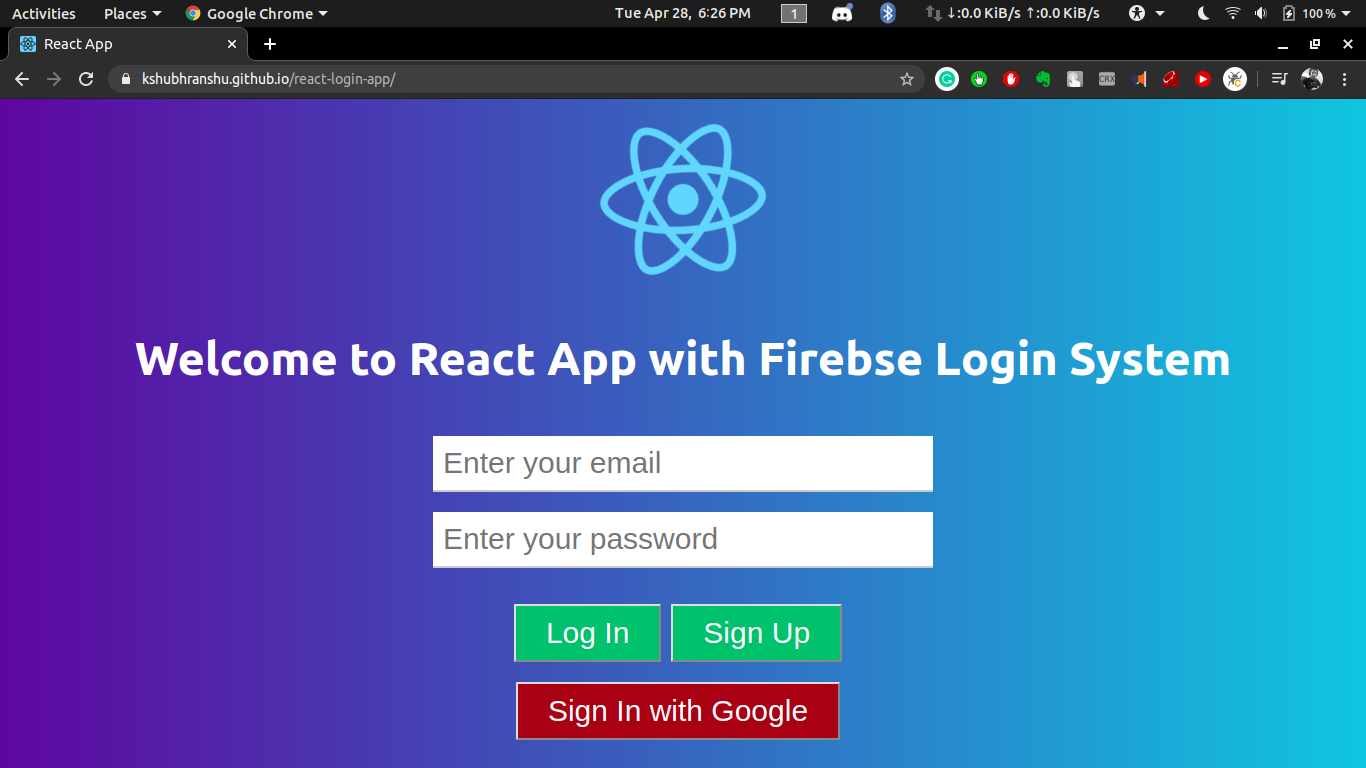 Activities Places Google Chrome Tue Apr 28, 6:26 PM 1 ↓:0.0 KiB/s ↑:0.0 KiB/s 100 %
React App
kshubhranshu.github.io/react-login-app/ CRX
Welcome to React App with Firebse Login System
Enter your email
Enter your password
Log In Sign Up
Sign In with Google